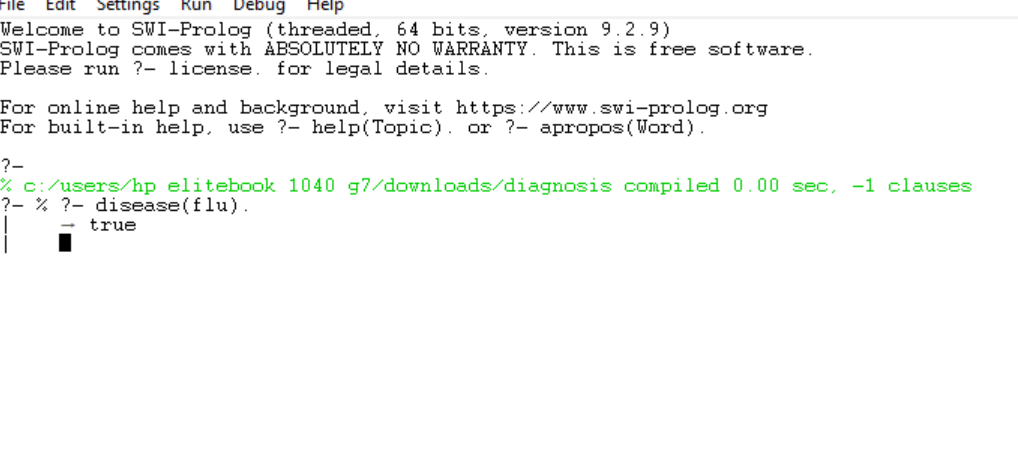 File Edit Settings Run Debug Help
Welcome to SWI-Prolog (threaded, 64 bits, version 9.2.9)
SWI-Prolog comes with ABSOLUTELY NO WARRANTY. This is free software.
Please run ?- license. for legal details.
For online help and background, visit https://www.swi-prolog.org
For built-in help, use ?- help(Topic). or ?- apropos(Word).
?-
% c:/users/hp elitebook 1040 g7/downloads/diagnosis compiled 0.00 sec, -1 clauses
?- % ?- disease(flu).
| → true
|